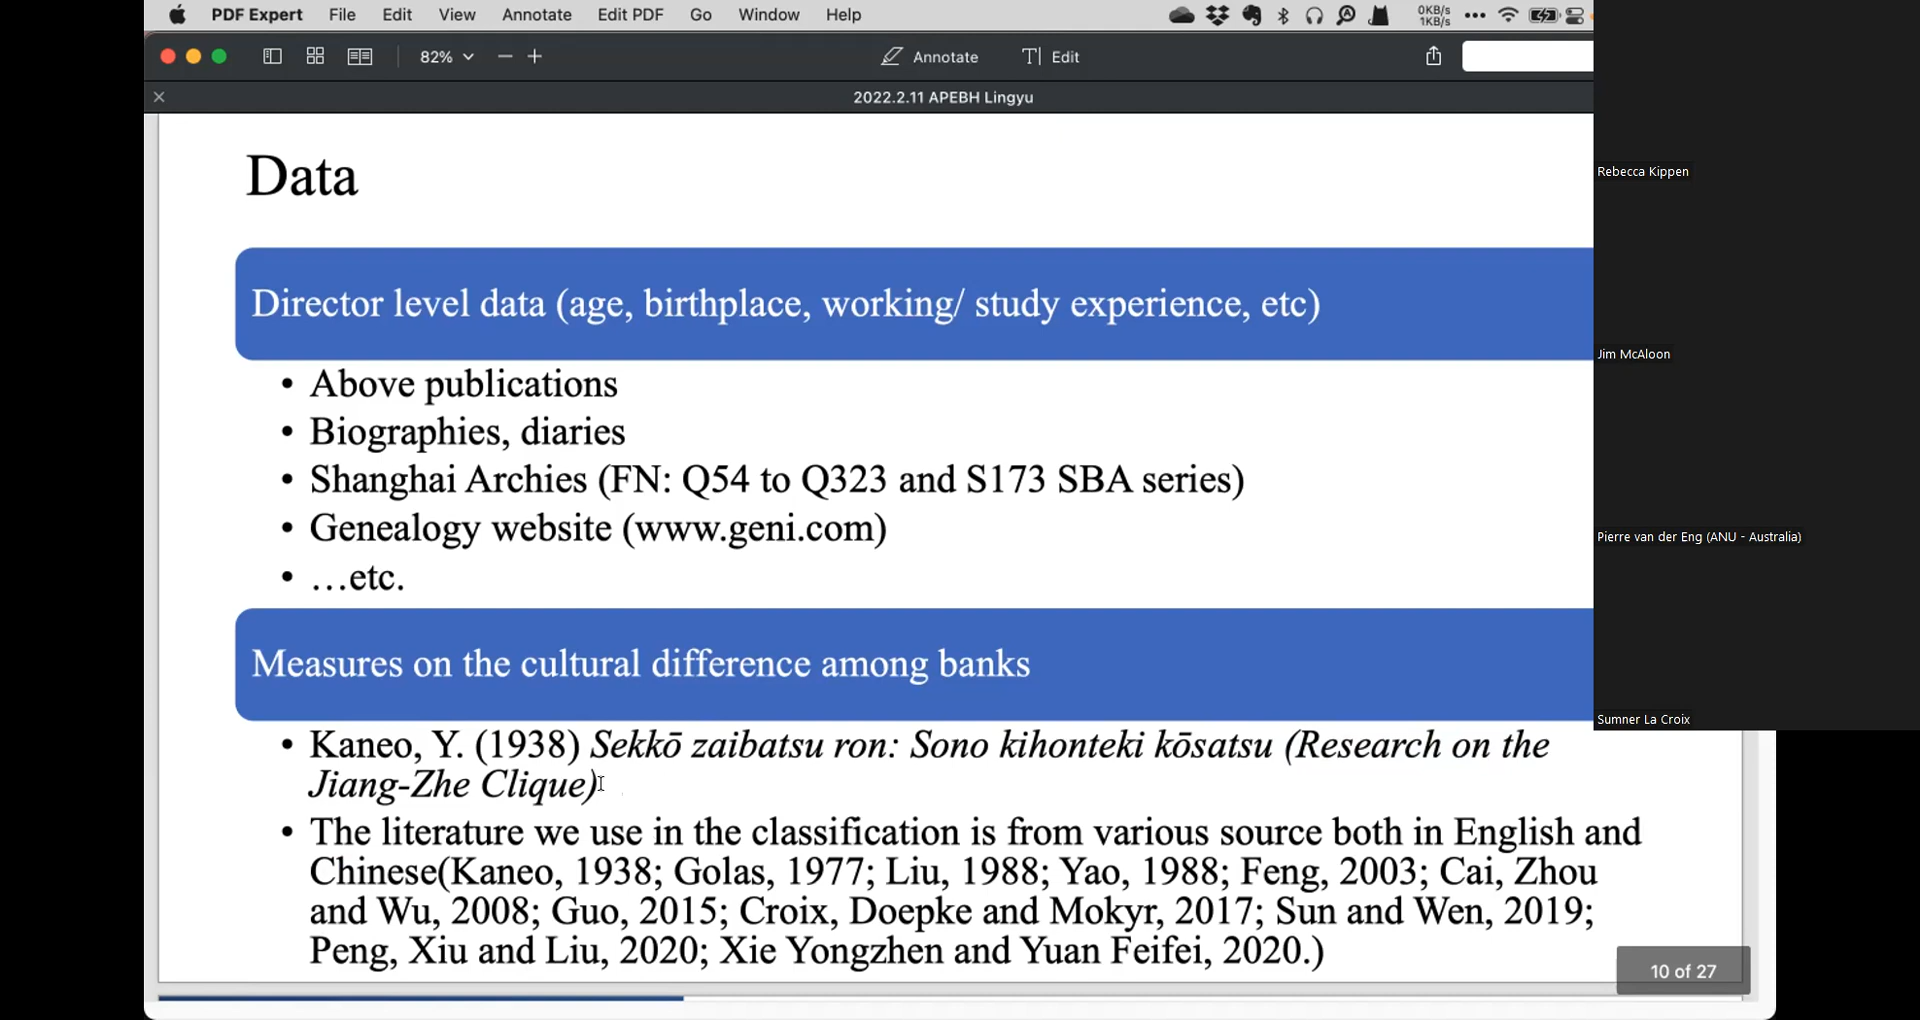 PDF Expert File Edit View Annotate Edit PDF Go Window Help 0KB/s 1KB/s
82% Annotate Edit
2022.2.11 APEBH Lingyu
Data
Director level data (age, birthplace, working/ study experience, etc)
• Above publications
• Biographies, diaries
• Shanghai Archies (FN: Q54 to Q323 and S173 SBA series)
• Genealogy website (www.geni.com)
• …etc.
Measures on the cultural difference among banks
• Kaneo, Y. (1938) Sekkō zaibatsu ron: Sono kihonteki kōsatsu (Research on the
Jiang-Zhe Clique)
• The literature we use in the classification is from various source both in English and
Chinese(Kaneo, 1938; Golas, 1977; Liu, 1988; Yao, 1988; Feng, 2003; Cai, Zhou
and Wu, 2008; Guo, 2015; Croix, Doepke and Mokyr, 2017; Sun and Wen, 2019;
Peng, Xiu and Liu, 2020; Xie Yongzhen and Yuan Feifei, 2020.)
10 of 27
Rebecca Kippen
Jim McAloon
Pierre van der Eng (ANU - Australia)
Sumner La Croix